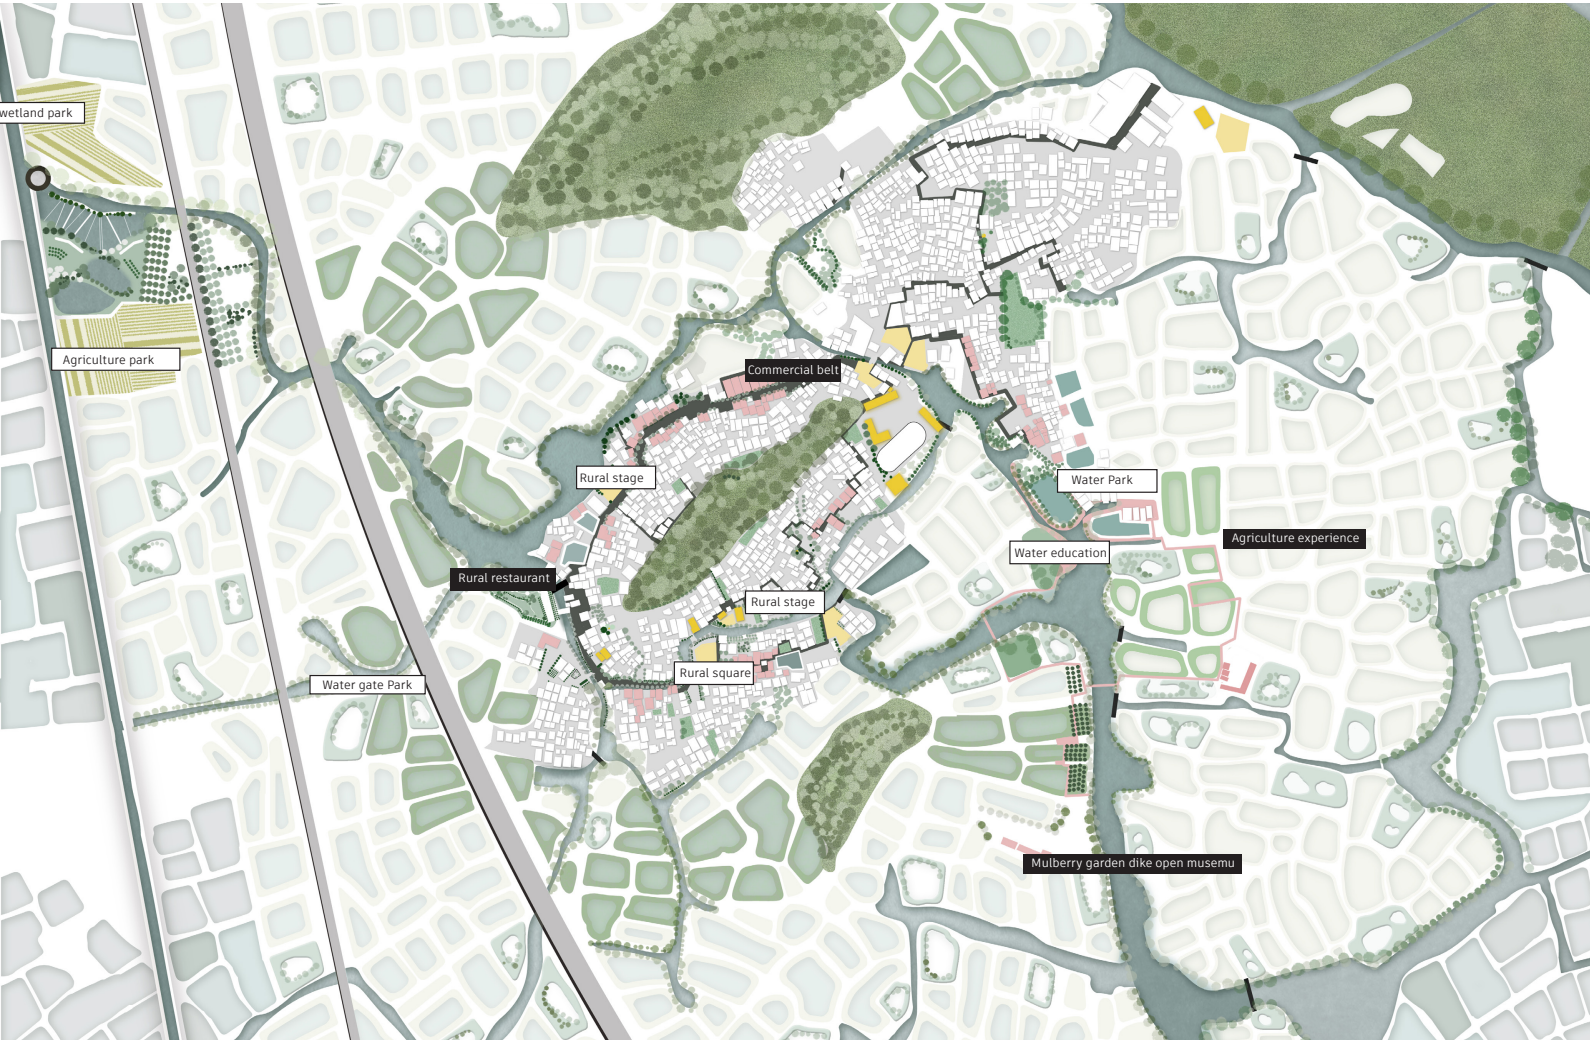 wetland park
Agriculture park
Commercial belt
Rural stage
Water Park
Agriculture experience
Water education
Rural restaurant
Rural stage
Rural square
Water gate Park
Mulberry garden dike open musemu